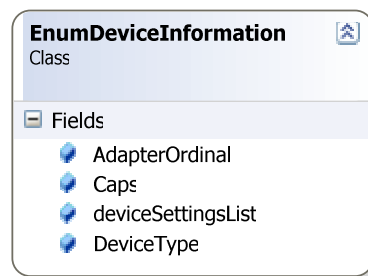 EnumDeviceInformation
Class
Fields
AdapterOrdinal
Caps
deviceSettingsList
DeviceType